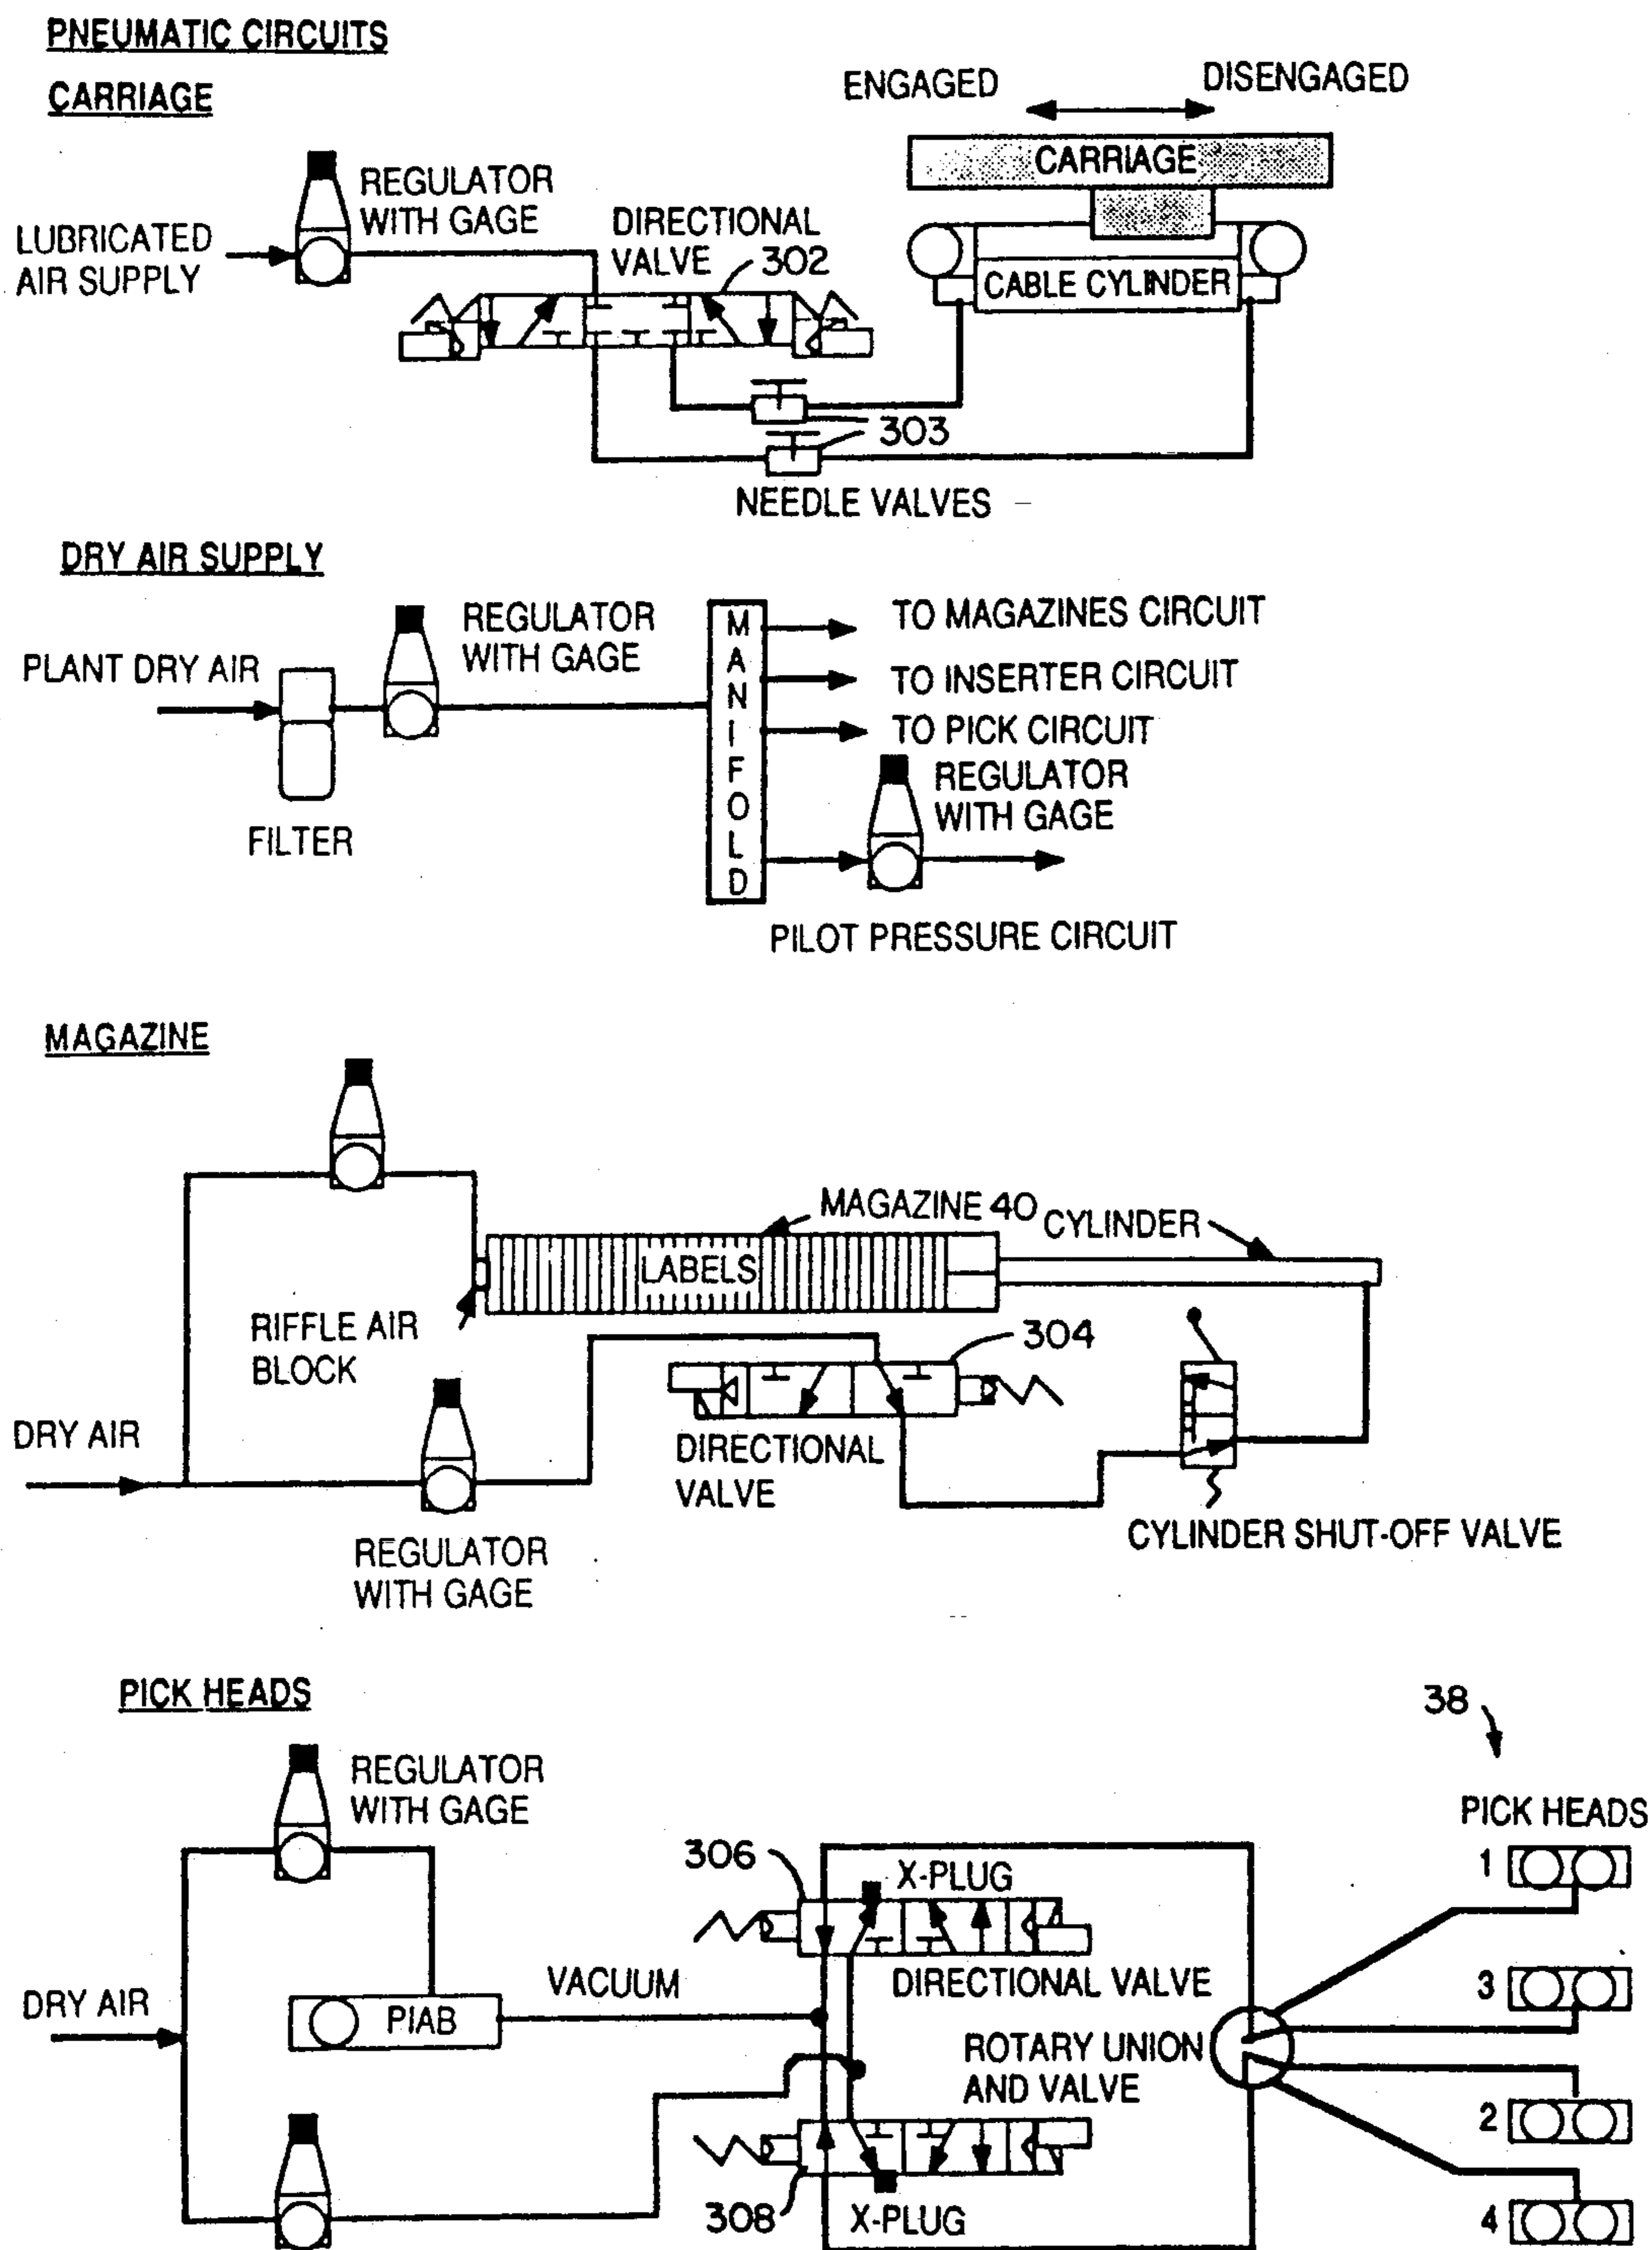 PNEUMATIC CIRCUITS
CARRIAGE
ENGAGED
DISENGAGED
CARRIAGE
REGULATOR
WITH GAGE
LUBRICATED
AIR SUPPLY
DIRECTIONAL
VALVE
302
CABLE CYLINDER
303
NEEDLE VALVES
DRY AIR SUPPLY
PLANT DRY AIR
REGULATOR
WITH GAGE
FILTER
MANIFOLD
TO MAGAZINES CIRCUIT
TO INSERTER CIRCUIT
TO PICK CIRCUIT
REGULATOR
WITH GAGE
PILOT PRESSURE CIRCUIT
MAGAZINE
MAGAZINE 40
CYLINDER
LABELS
RIFFLE AIR
BLOCK
304
DRY AIR
DIRECTIONAL
VALVE
CYLINDER SHUT-OFF VALVE
REGULATOR
WITH GAGE
PICK HEADS
38
REGULATOR
WITH GAGE
PICK HEADS
306
X-PLUG
1
DIRECTIONAL VALVE
DRY AIR
PIAB
VACUUM
3
ROTARY UNION
AND VALVE
2
308
X-PLUG
4